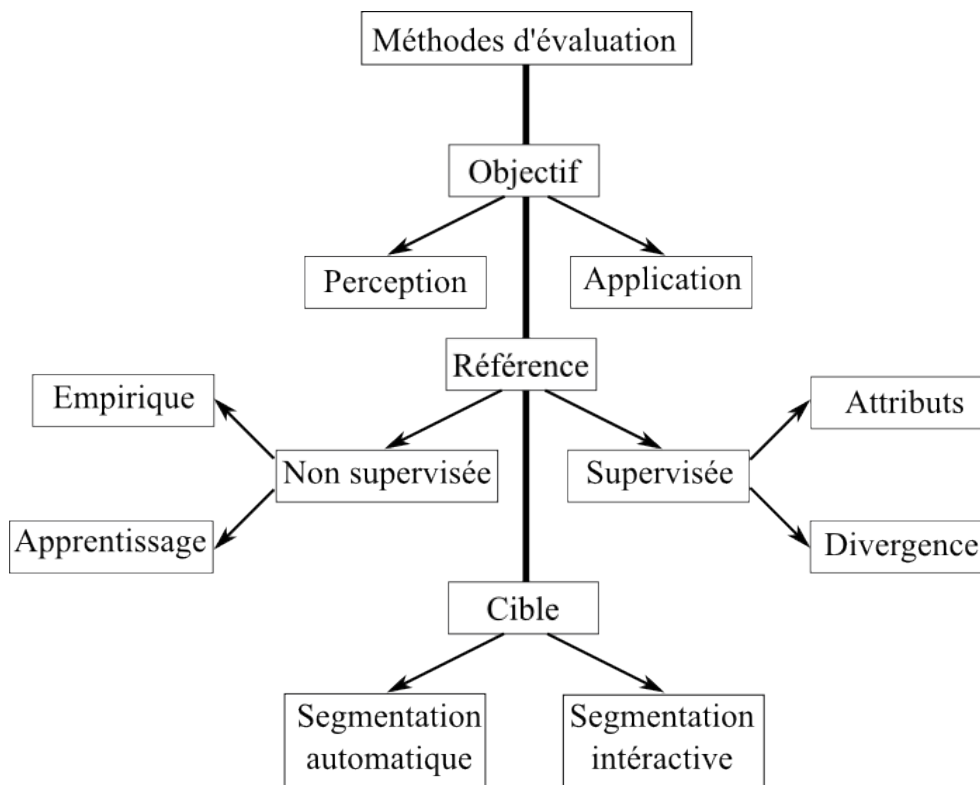 Méthodes d'évaluation
Objectif
Perception
Application
Référence
Empirique
Attributs
Non supervisée
Supervisée
Apprentissage
Divergence
Cible
Segmentation
automatique
Segmentation
intéractive